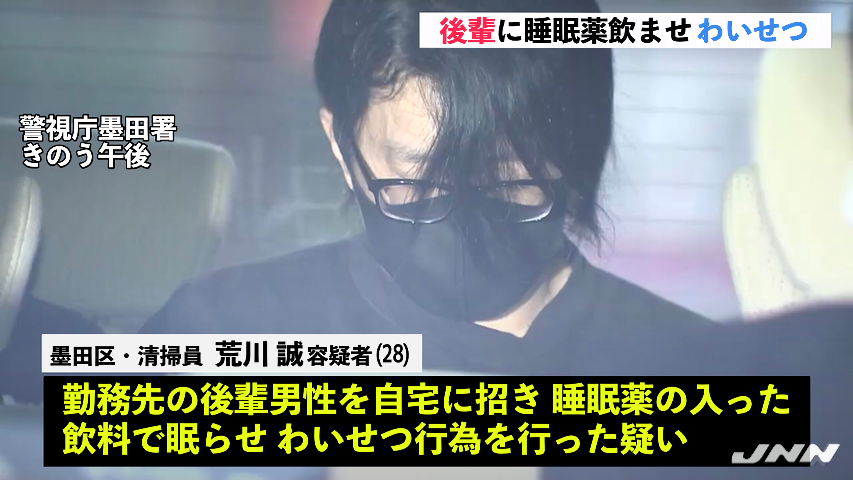 後輩に睡眠薬飲ませ わいせつ
警視庁墨田署
きのう午後
墨田区・清掃員 荒川 誠容疑者(28)
勤務先の後輩男性を自宅に招き 睡眠薬の入った
飲料で眠らせ わいせつ行為を行った疑い
JNN